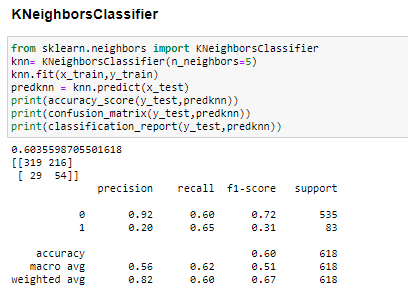 KNeighborsClassifier
from sklearn.neighbors import KNeighborsClassifier
knn= KNeighborsClassifier(n_neighbors=5)
knn.fit(x_train,y_train)
predknn = knn.predict(x_test)
print(accuracy_score(y_test,predknn))
print(confusion_matrix(y_test,predknn))
print(classification_report(y_test,predknn))
0.6035598705501618
[[319 216]
 [ 29  54]]
              precision    recall  f1-score   support
           0       0.92      0.60      0.72       535
           1       0.20      0.65      0.31        83
    accuracy                           0.60       618
   macro avg       0.56      0.62      0.51       618
weighted avg       0.82      0.60      0.67       618